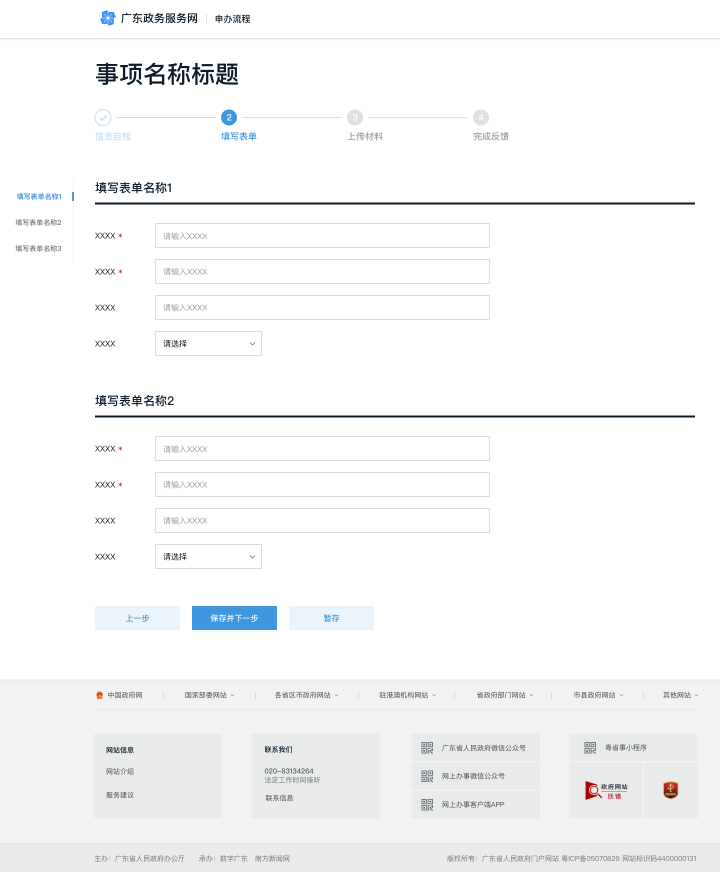 广东政务服务网 申办流程
事项名称标题
2 3 4
信息自检 填写表单 上传材料 完成反馈
填写表单名称1
填写表单名称2
填写表单名称3
填写表单名称1
XXXX * 请输入XXXX
XXXX * 请输入XXXX
XXXX 请输入XXXX
XXXX 请选择
填写表单名称2
XXXX * 请输入XXXX
XXXX * 请输入XXXX
XXXX 请输入XXXX
XXXX 请选择
上一步 保存并下一步 暂存
中国政府网 国家部委网站 各省区市政府网站 驻港澳机构网站 省政府部门网站 市县政府网站 其他网站
网站信息
网站介绍
服务建议
联系我们
020-83134264
法定工作时间接听
联系信息
广东省人民政府微信公众号
网上办事微信公众号
网上办事客户端APP
粤省事小程序
政府网站
找错
主办：广东省人民政府办公厅 承办：数字广东 南方新闻网 版权所有：广东省人民政府门户网站 粤ICP备05070829 网站标识码4400000131